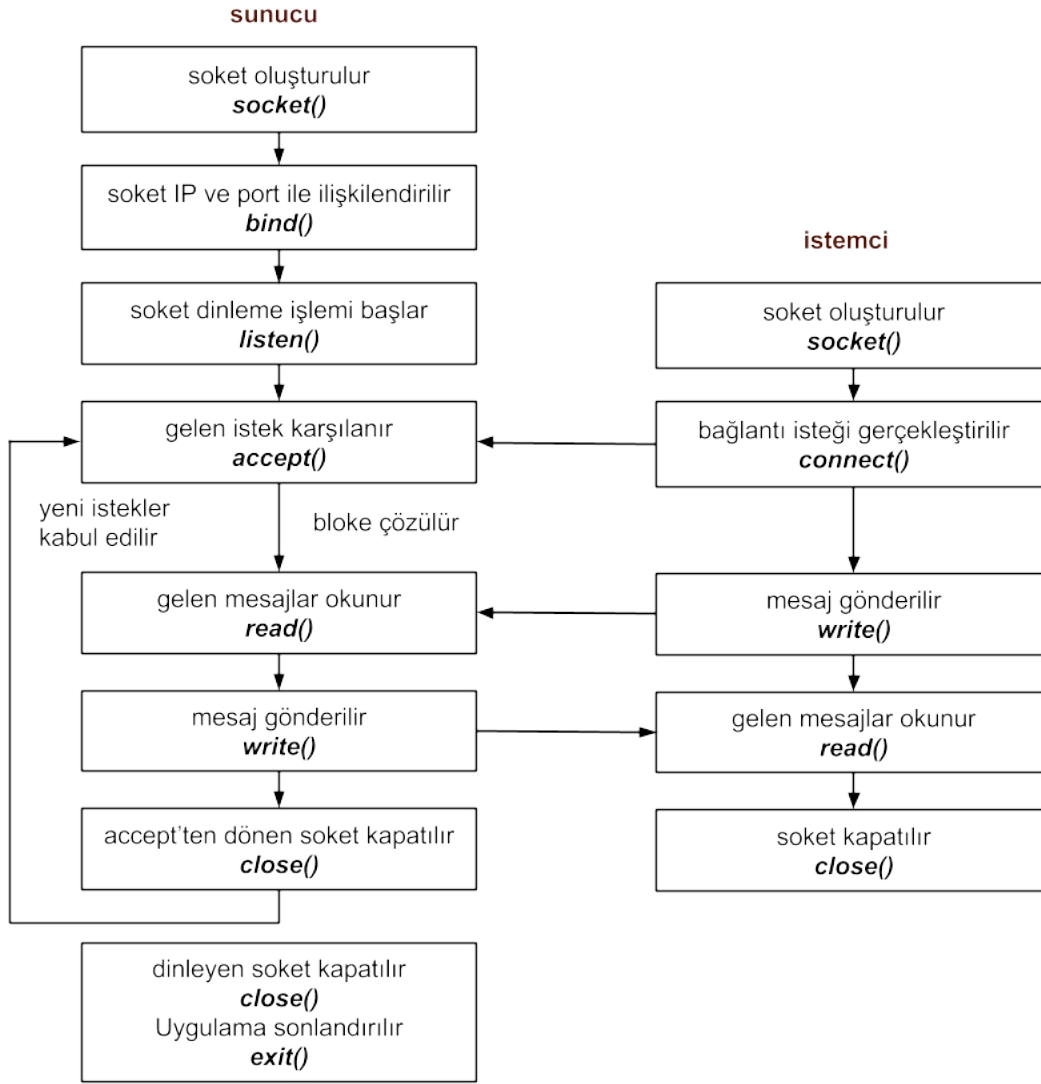 sunucu
soket oluşturulur
socket()
soket IP ve port ile ilişkilendirilir
bind()
soket dinleme işlemi başlar
listen()
gelen istek karşılanır
accept()
yeni istekler
kabul edilir
bloke çözülür
gelen mesajlar okunur
read()
mesaj gönderilir
write()
accept'ten dönen soket kapatılır
close()
dinleyen soket kapatılır
close()
Uygulama sonlandırılır
exit()
istemci
soket oluşturulur
socket()
bağlantı isteği gerçekleştirilir
connect()
mesaj gönderilir
write()
gelen mesajlar okunur
read()
soket kapatılır
close()